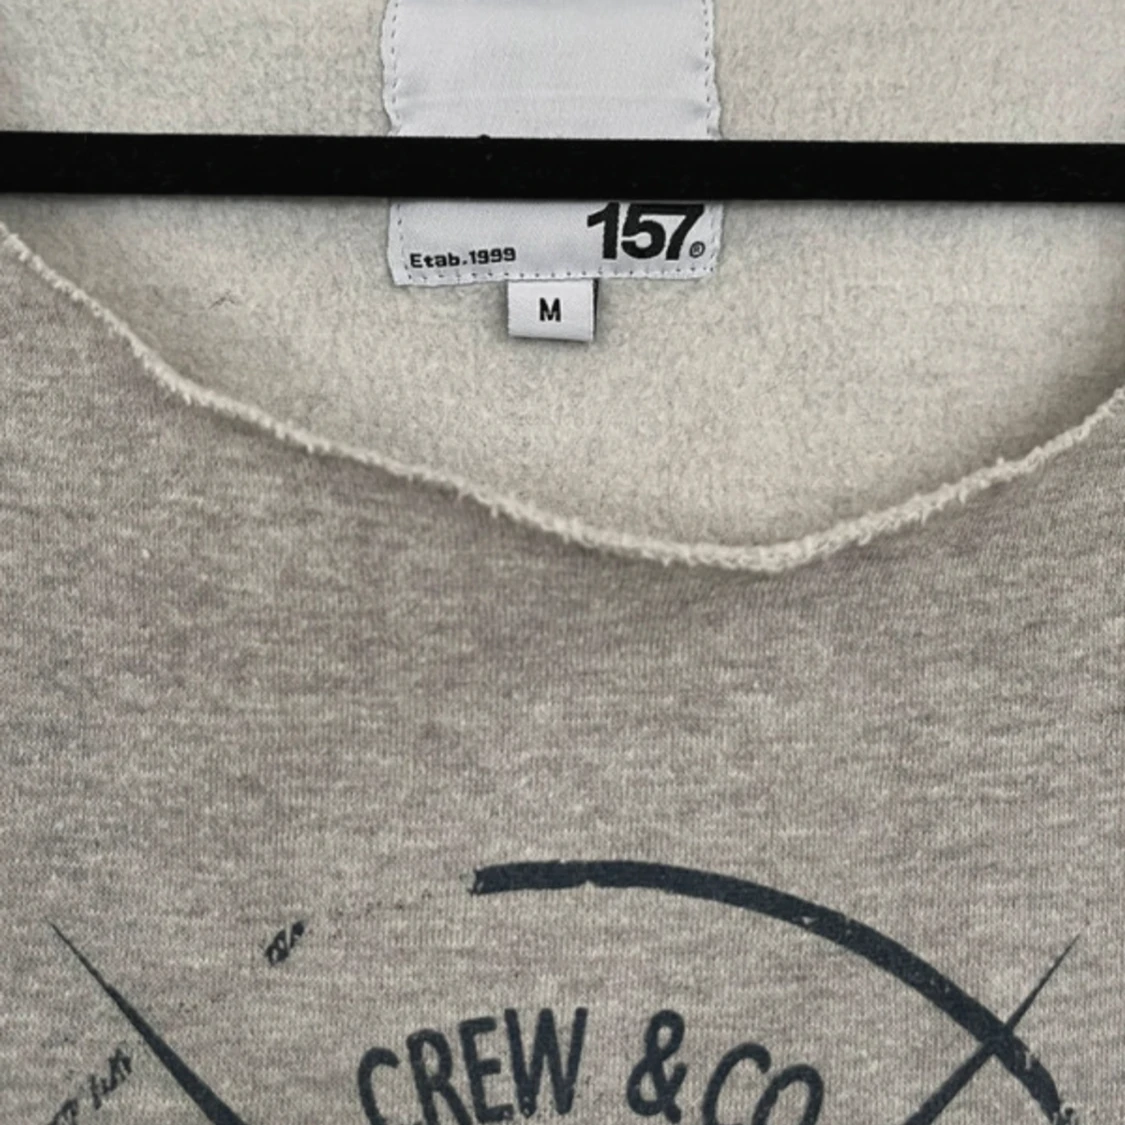 157®
Etab.1999
M
CREW & CO